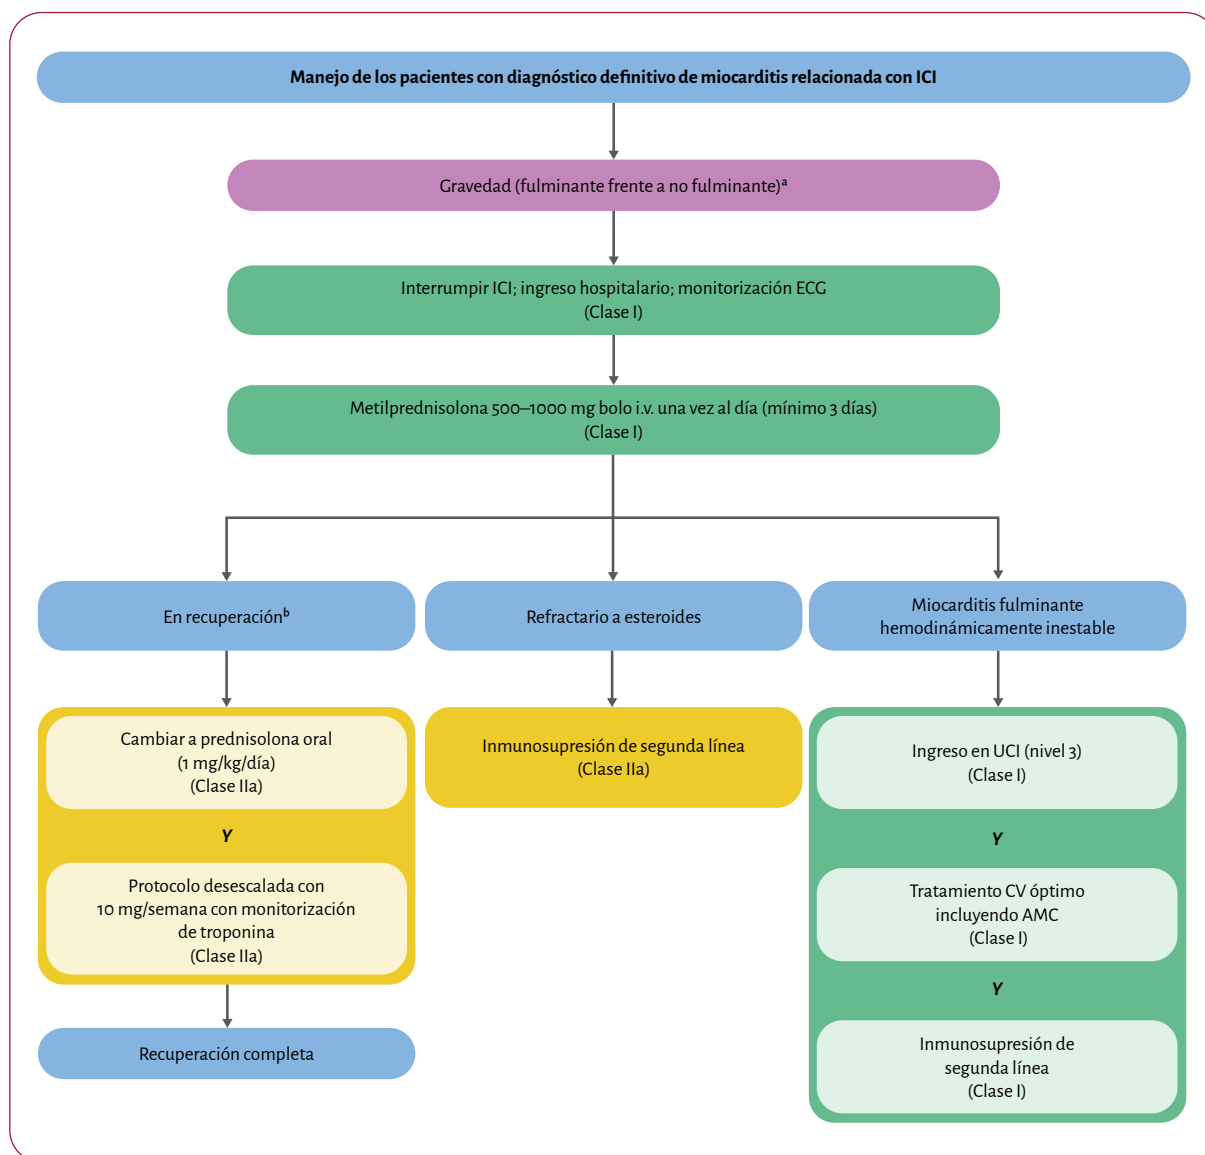 Manejo de los pacientes con diagnóstico definitivo de miocarditis relacionada con ICI
Gravedad (fulminante frente a no fulminante)ᵃ
Interrumpir ICI; ingreso hospitalario; monitorización ECG
(Clase I)
Metilprednisolona 500–1000 mg bolo i.v. una vez al día (mínimo 3 días)
(Clase I)
En recuperaciónᵇ
Refractario a esteroides
Miocarditis fulminante
hemodinámicamente inestable
Cambiar a prednisolona oral
(1 mg/kg/día)
(Clase IIa)
Y
Protocolo desescalada con
10 mg/semana con monitorización
de troponina
(Clase IIa)
Recuperación completa
Inmunosupresión de segunda línea
(Clase IIa)
Ingreso en UCI (nivel 3)
(Clase I)
Y
Tratamiento CV óptimo
incluyendo AMC
(Clase I)
Y
Inmunosupresión de
segunda línea
(Clase I)